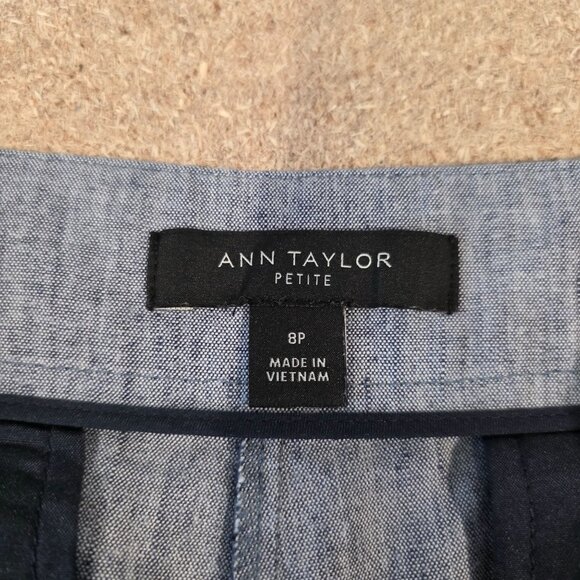 ANN TAYLOR
PETITE
8P
MADE IN
VIETNAM